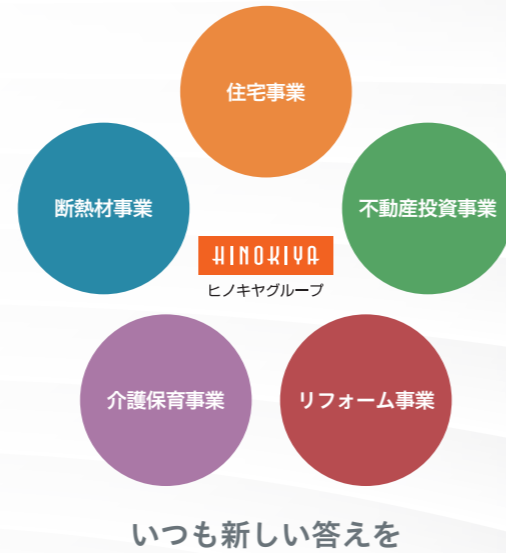 住宅事業
断熱材事業
不動産投資事業
HINOKIYA
ヒノキヤグループ
介護保育事業
リフォーム事業
いつも新しい答えを